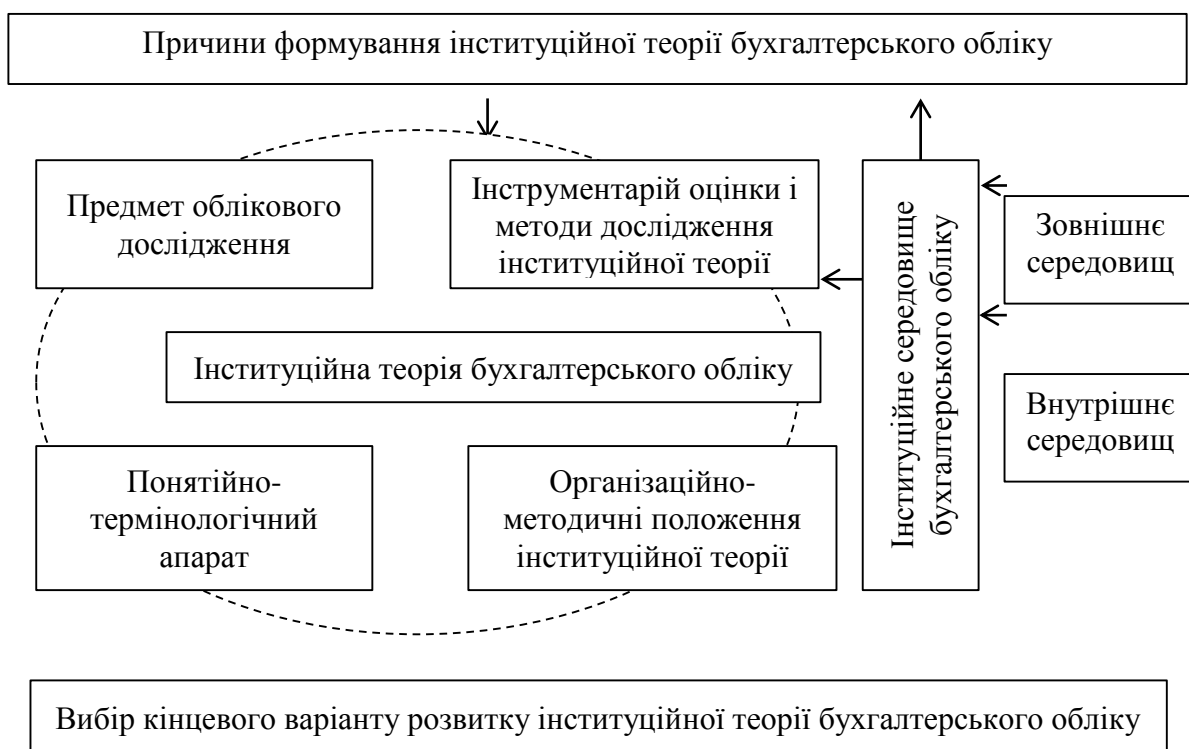 Причини формування інституційної теорії бухгалтерського обліку
Предмет облікового
дослідження
Інструментарій оцінки і
методи дослідження
інституційної теорії
Інституційне середовище
бухгалтерського обліку
Зовнішнє
середовищ
Інституційна теорія бухгалтерського обліку
Внутрішнє
середовищ
Понятійно-
термінологічний
апарат
Організаційно-
методичні положення
інституційної теорії
Вибір кінцевого варіанту розвитку інституційної теорії бухгалтерського обліку